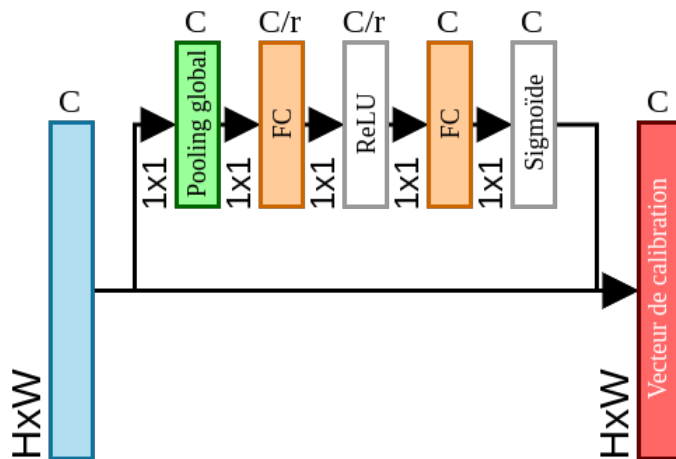 C
C/r
C/r
C
C
C
C
Pooling global
FC
ReLU
FC
Sigmoïde
1x1
1x1
1x1
1x1
1x1
Vecteur de calibration
HxW
HxW